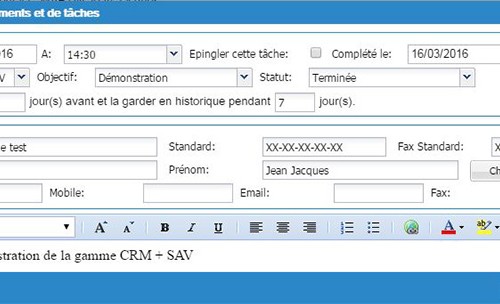 ments et de tâches
016 A: 14:30 Epingler cette tâche: Complété le: 16/03/2016
V Objectif: Démonstration Statut: Terminée
jour(s) avant et la garder en historique pendant 7 jour(s).
e test Standard: XX-XX-XX-XX-XX Fax Standard: X
Prénom: Jean Jacques Ch
Mobile: Email: Fax:
A A B I U A ab
stration de la gamme CRM + SAV